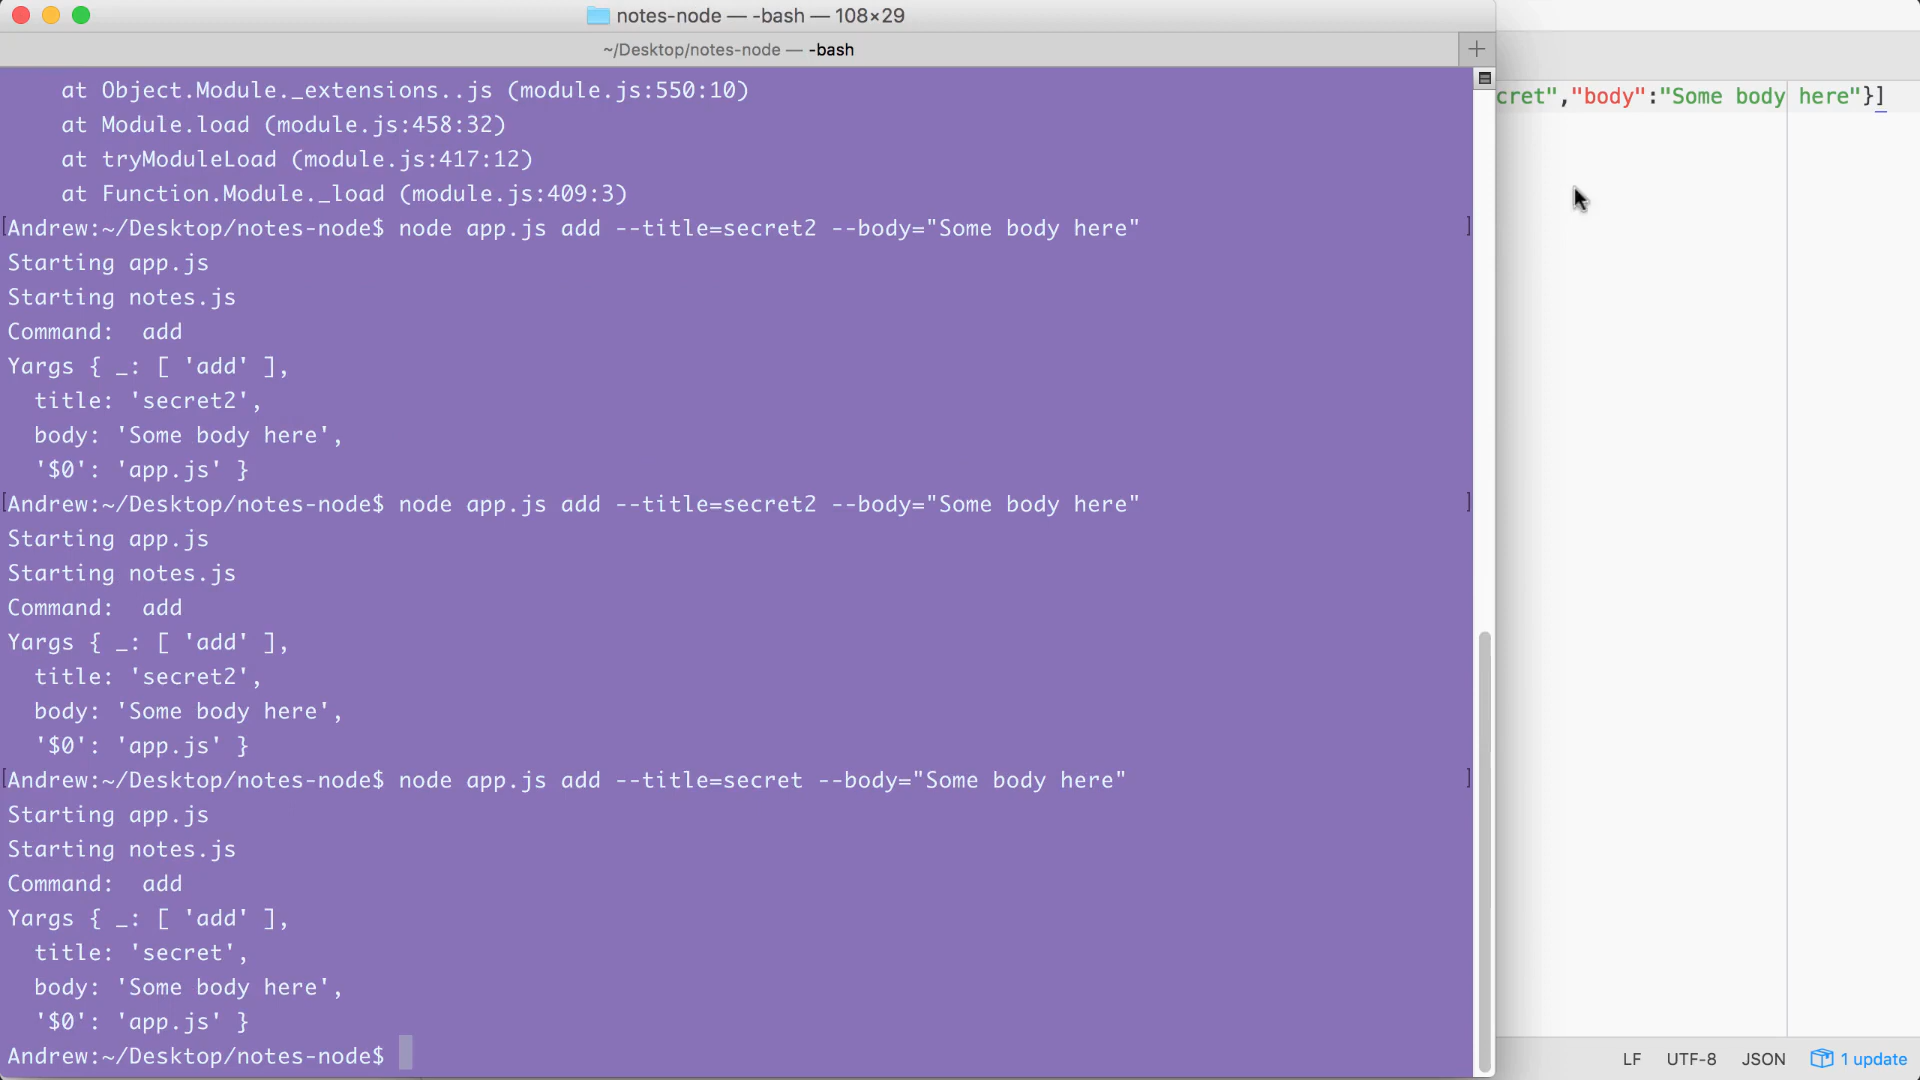 notes-node — -bash — 108×29
~/Desktop/notes-node — -bash
at Object.Module._extensions..js (module.js:550:10)
at Module.load (module.js:458:32)
at tryModuleLoad (module.js:417:12)
at Function.Module._load (module.js:409:3)
[Andrew:~/Desktop/notes-node$ node app.js add --title=secret2 --body="Some body here" ]
Starting app.js
Starting notes.js
Command:  add
Yargs { _: [ 'add' ],
  title: 'secret2',
  body: 'Some body here',
  '$0': 'app.js' }
[Andrew:~/Desktop/notes-node$ node app.js add --title=secret2 --body="Some body here" ]
Starting app.js
Starting notes.js
Command:  add
Yargs { _: [ 'add' ],
  title: 'secret2',
  body: 'Some body here',
  '$0': 'app.js' }
[Andrew:~/Desktop/notes-node$ node app.js add --title=secret --body="Some body here" ]
Starting app.js
Starting notes.js
Command:  add
Yargs { _: [ 'add' ],
  title: 'secret',
  body: 'Some body here',
  '$0': 'app.js' }
Andrew:~/Desktop/notes-node$
cret","body":"Some body here"}]
LF UTF-8 JSON 1 update